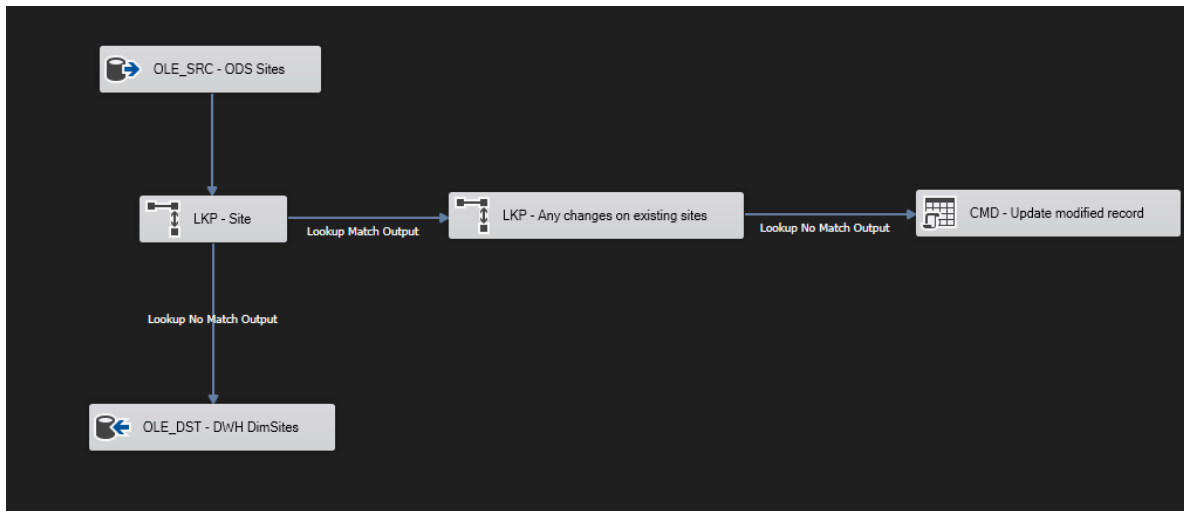 OLE_SRC - ODS Sites
LKP - Site
Lookup Match Output
LKP - Any changes on existing sites
Lookup No Match Output
CMD - Update modified record
Lookup No Match Output
OLE_DST - DWH DimSites